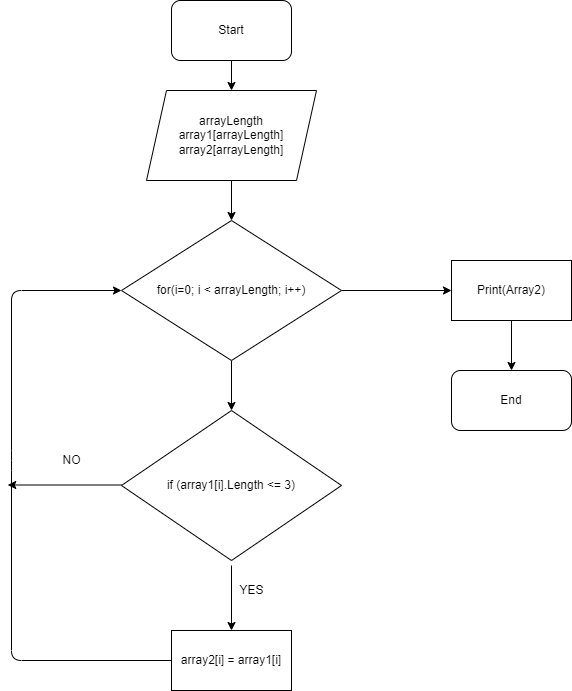 Start
arrayLength
array1[arrayLength]
array2[arrayLength]
for(i=0; i < arrayLength; i++)
Print(Array2)
End
if (array1[i].Length <= 3)
NO
YES
array2[i] = array1[i]